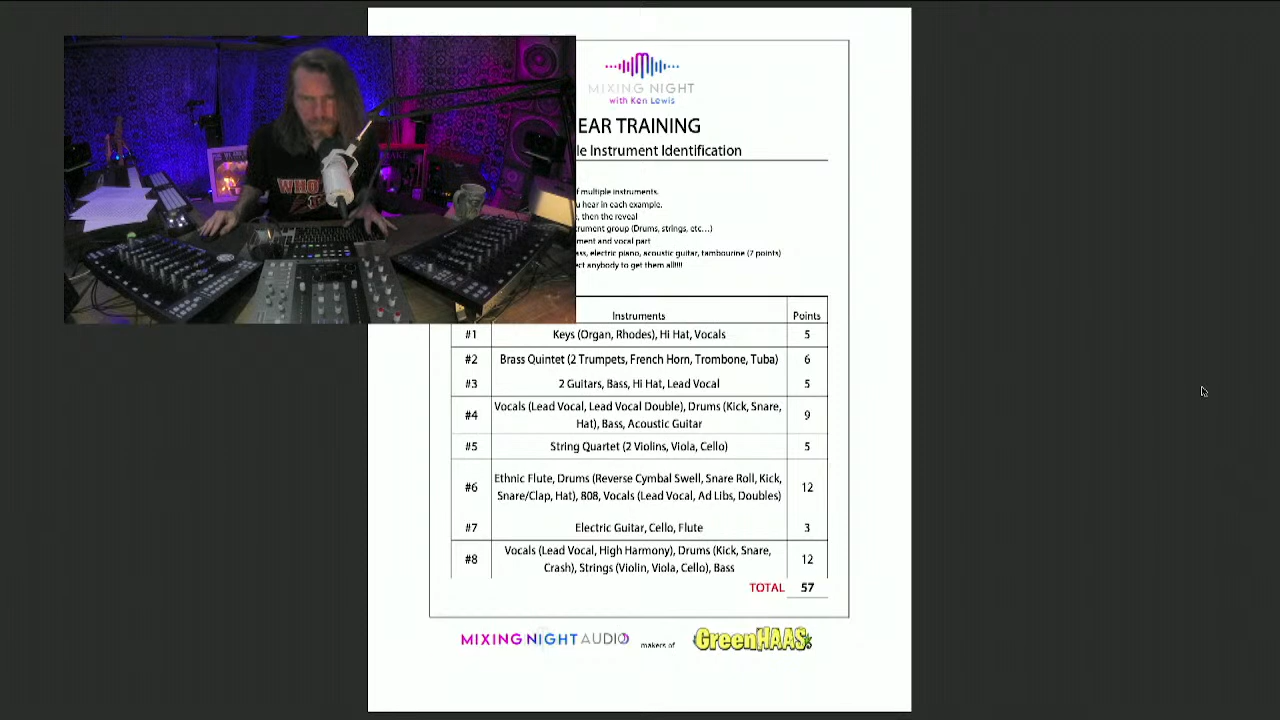 MIXING NIGHT
with Ken Lewis
EAR TRAINING
le Instrument Identification
f multiple instruments.
u hear in each example.
, then the reveal
trument group (Drums, strings, etc...)
ment and vocal part
ass, electric piano, acoustic guitar, tambourine (7 points)
ect anybody to get them all!!!!
Instruments Points
#1 Keys (Organ, Rhodes), Hi Hat, Vocals 5
#2 Brass Quintet (2 Trumpets, French Horn, Trombone, Tuba) 6
#3 2 Guitars, Bass, Hi Hat, Lead Vocal 5
#4 Vocals (Lead Vocal, Lead Vocal Double), Drums (Kick, Snare, 9
Hat), Bass, Acoustic Guitar
#5 String Quartet (2 Violins, Viola, Cello) 5
#6 Ethnic Flute, Drums (Reverse Cymbal Swell, Snare Roll, Kick, 12
Snare/Clap, Hat), 808, Vocals (Lead Vocal, Ad Libs, Doubles)
#7 Electric Guitar, Cello, Flute 3
#8 Vocals (Lead Vocal, High Harmony), Drums (Kick, Snare, 12
Crash), Strings (Violin, Viola, Cello), Bass
TOTAL 57
MIXING NIGHT AUDIO makers of GreenHAAS
WHO